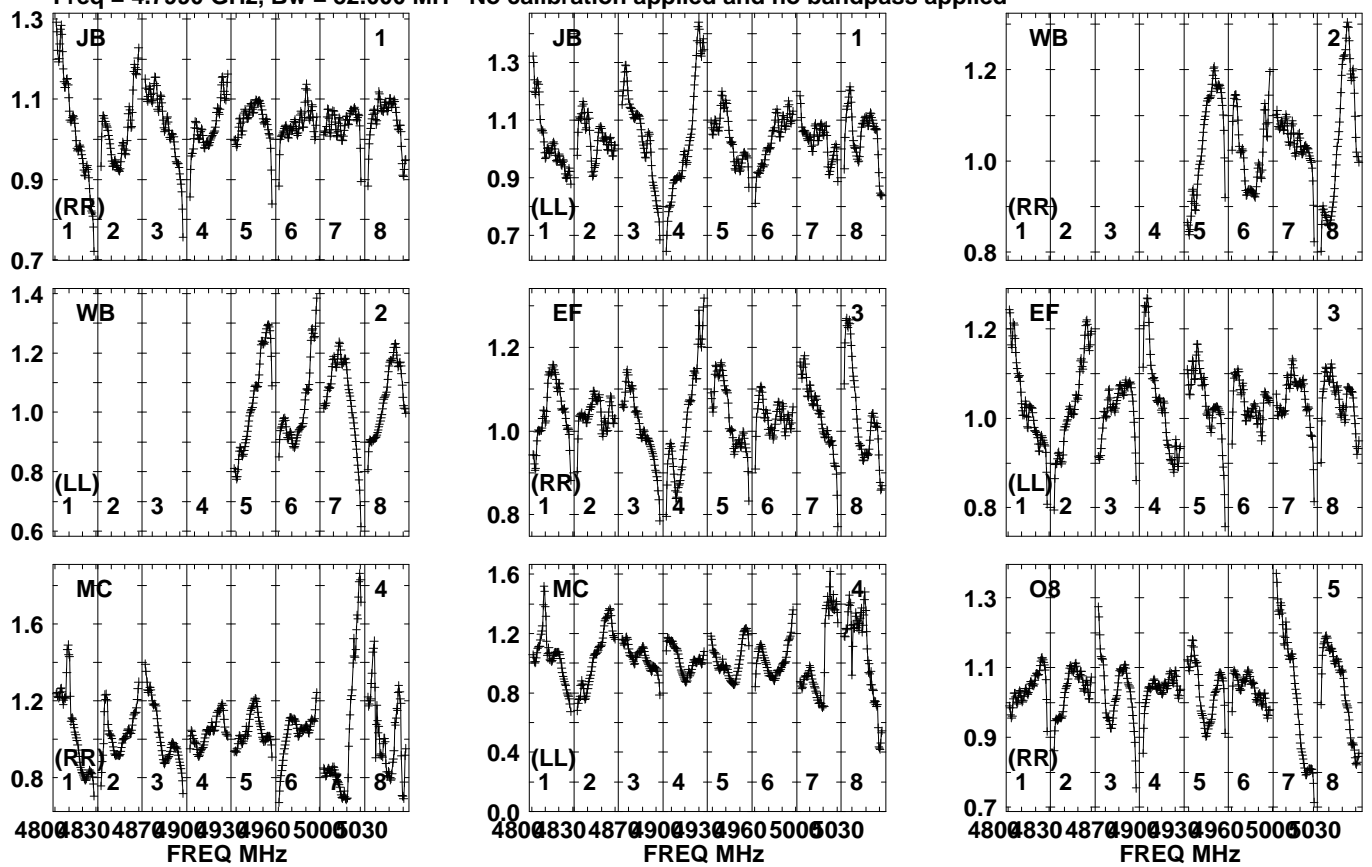 No calibration applied and no bandpass applied
1.3 JB 1 1.4 JB 1 WB 2
1.1 1.3 1.2
0.9 1.1 1.0
0.9
(RR) (LL) (RR)
1 2 3 4 5 6 7 8 1 2 3 4 5 6 7 8 1 2 3 4 5 6 7 8
0.7 0.7 0.8
1.4 WB 2 EF 3 EF 3
1.2 1.2 1.2
1.0 1.0 1.0
0.8
(LL) (RR) (LL)
1 2 3 4 5 6 7 8 1 2 3 4 5 6 7 8 1 2 3 4 5 6 7 8
0.6 0.8 0.8
MC 4 1.6 MC 4 O8 5
1.6 1.2 1.3
1.2 0.8 1.1
0.4 0.9
(RR) (LL) (RR)
0.8 1 2 3 4 5 6 7 8 1 2 3 4 5 6 7 8 1 2 3 4 5 6 7 8
0.0 0.7
4800 4830 4870 4900 4930 4960 5000 5030 4800 4830 4870 4900 4930 4960 5000 5030 4800 4830 4870 4900 4930 4960 5000 5030
FREQ MHz FREQ MHz FREQ MHz